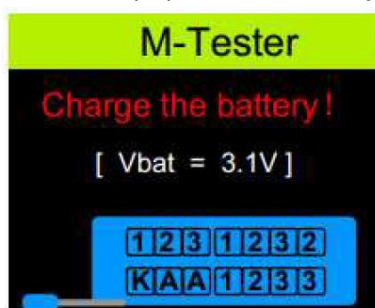 M-Tester
Charge the battery!
[ Vbat = 3.1V ]
1231232
KAA1233